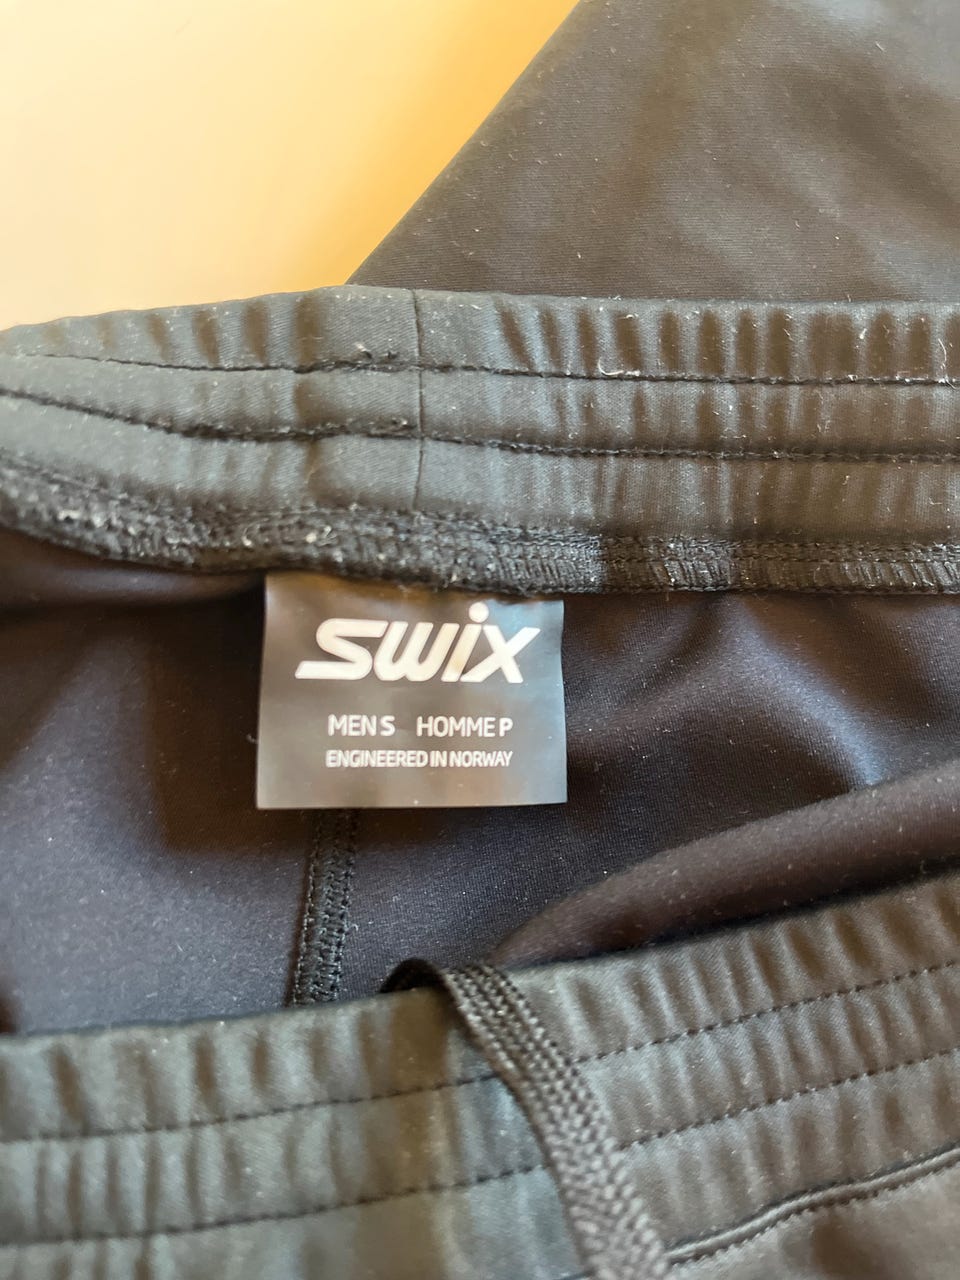 Swix
MEN S HOMME P
ENGINEERED IN NORWAY